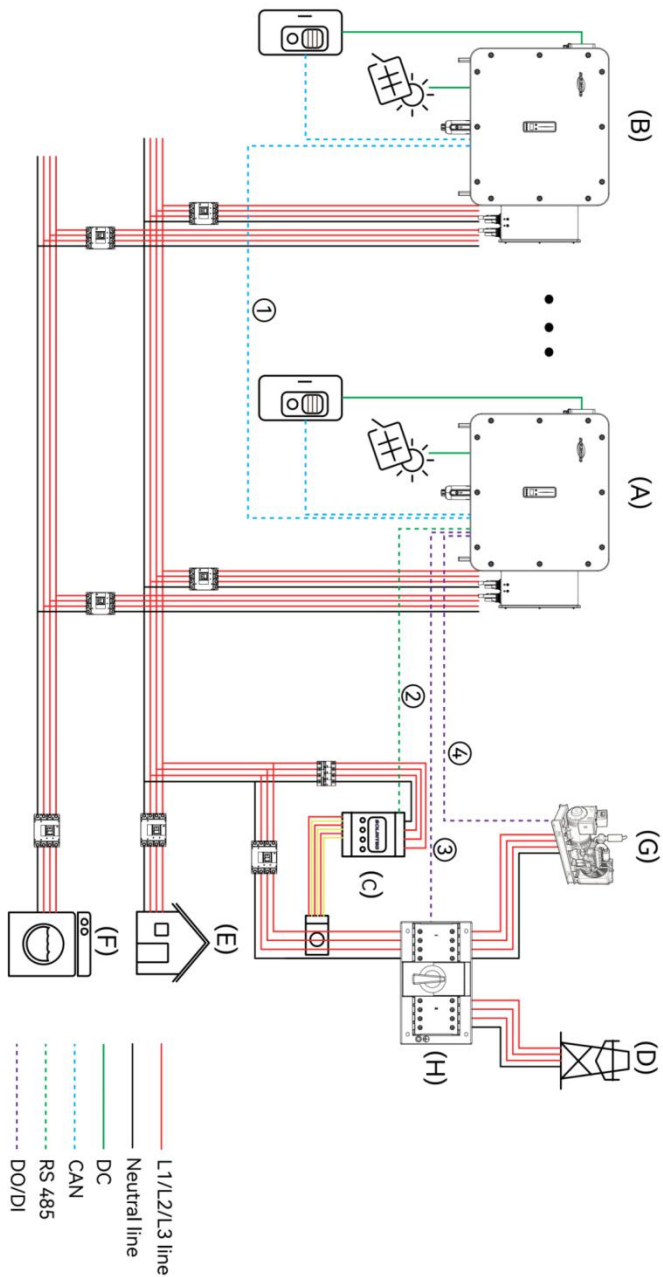 (B)
(A)
①
②
④
③
(G)
(C)
(D)
(H)
(E)
(F)
L1/L2/L3 line
Neutral line
DC
CAN
RS 485
DO/DI